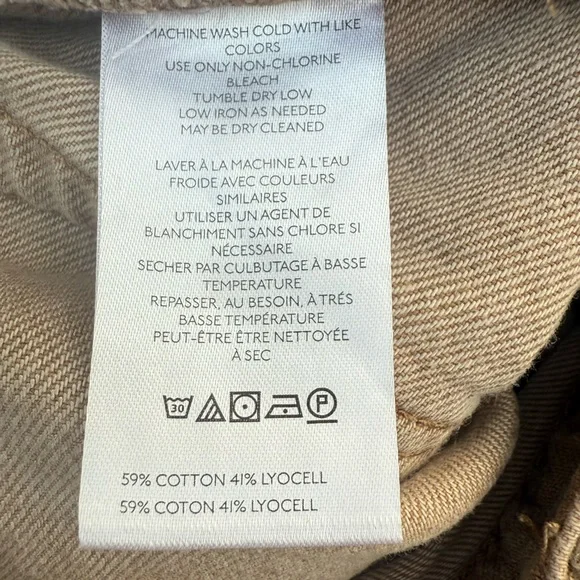 MACHINE WASH COLD WITH LIKE
COLORS
USE ONLY NON-CHLORINE
BLEACH
TUMBLE DRY LOW
LOW IRON AS NEEDED
MAY BE DRY CLEANED
LAVER À LA MACHINE À L'EAU
FROIDE AVEC COULEURS
SIMILAIRES
UTILISER UN AGENT DE
BLANCHIMENT SANS CHLORE SI
NÉCESSAIRE
SECHER PAR CULBUTAGE À BASSE
TEMPERATURE
REPASSER, AU BESOIN, À TRÉS
BASSE TEMPÉRATURE
PEUT-ÊTRE ÊTRE NETTOYÉE
À SEC
30 P
59% COTTON 41% LYOCELL
59% COTON 41% LYOCELL